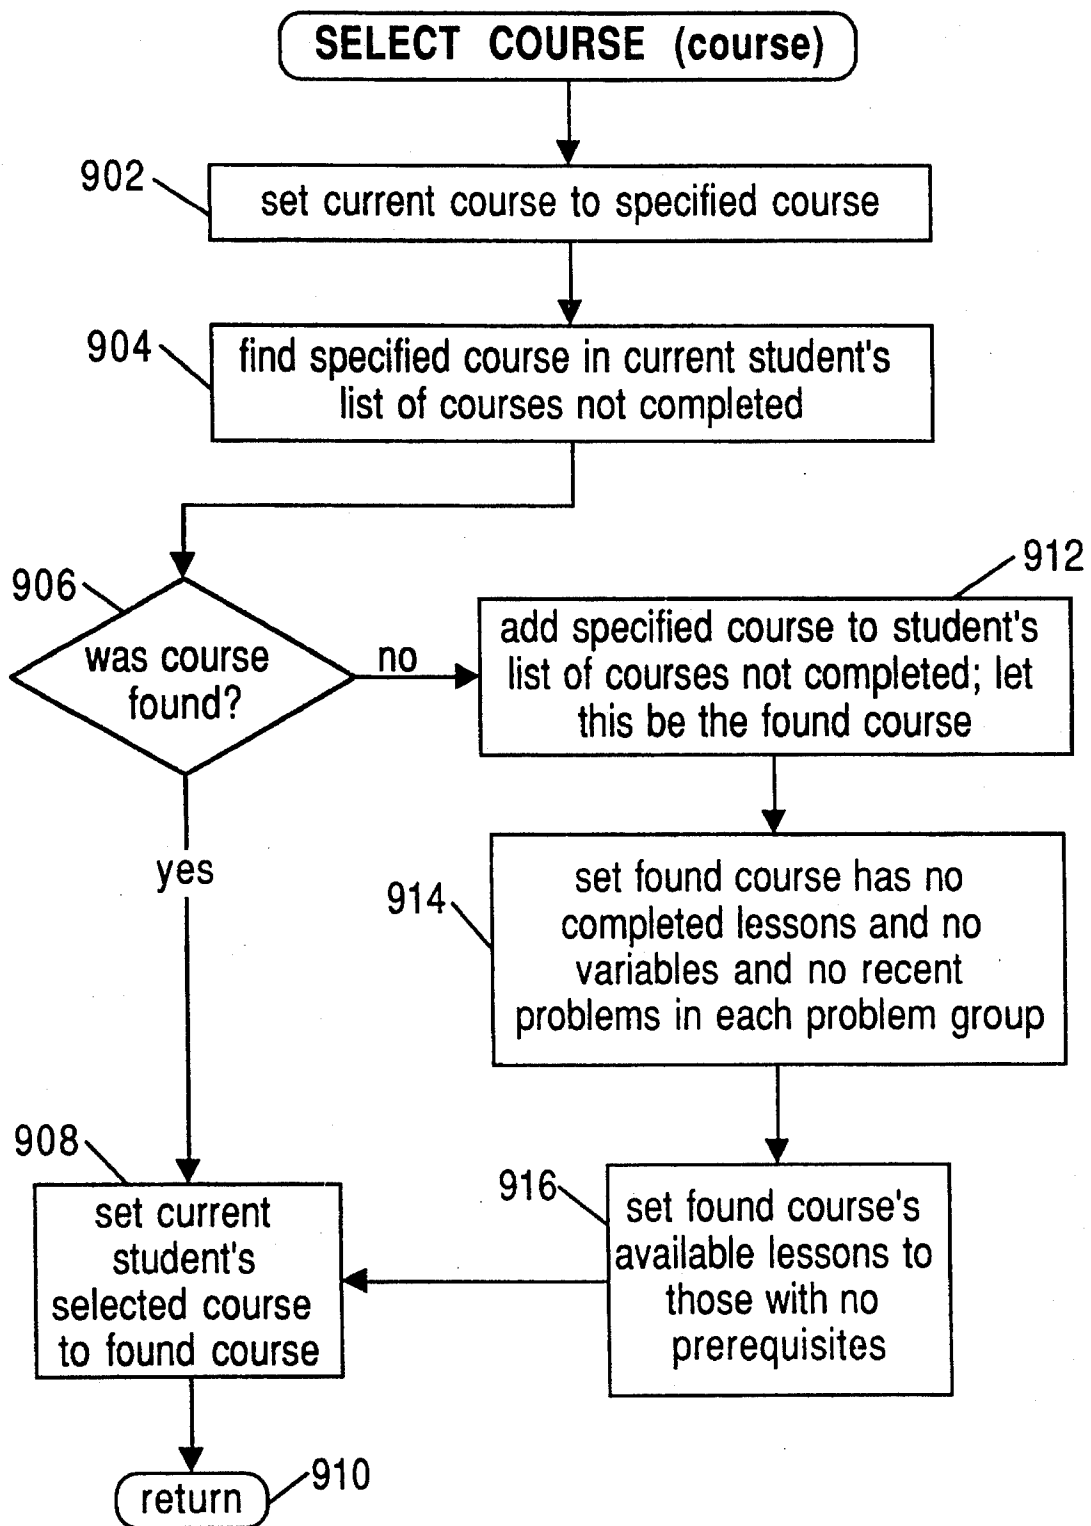 SELECT COURSE (course)
902
set current course to specified course
904
find specified course in current student's
list of courses not completed
906
was course
found?
no
912
add specified course to student's
list of courses not completed; let
this be the found course
yes
914
set found course has no
completed lessons and no
variables and no recent
problems in each problem group
908
set current
student's
selected course
to found course
916
set found course's
available lessons to
those with no
prerequisites
return
910